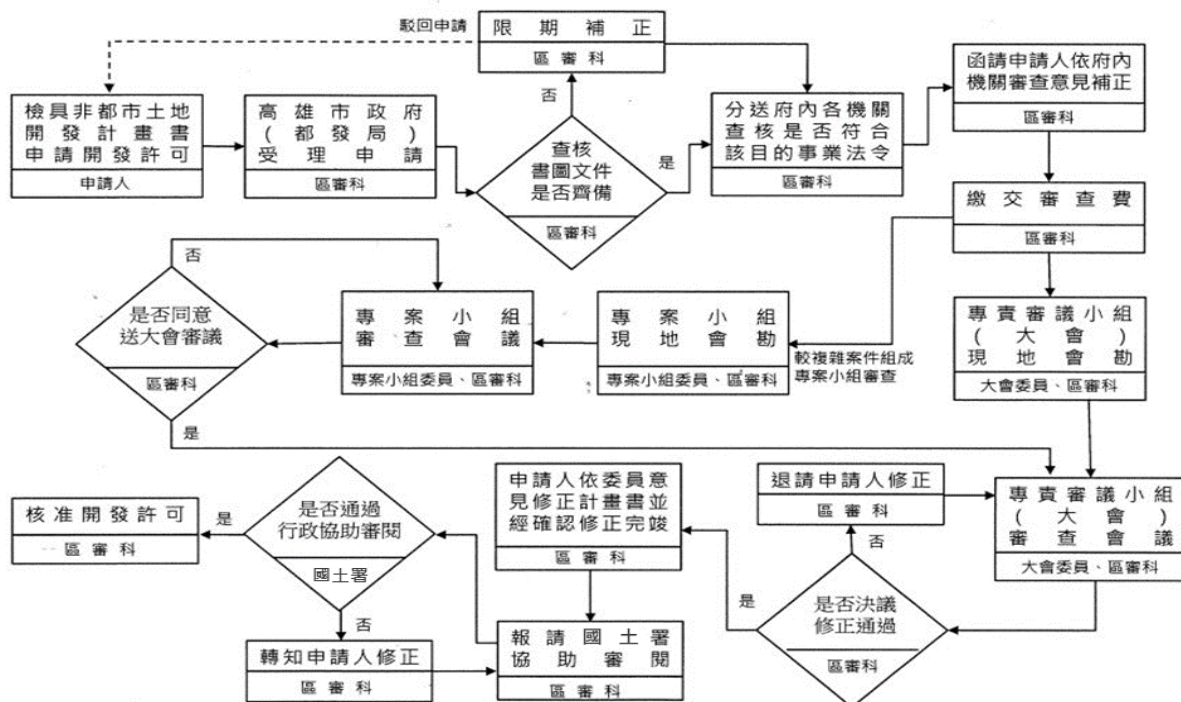 駁回申請
限期補正
區審科
檢具非都市土地
開發計畫書
申請開發許可
申請人
高雄市政府
(都發局)
受理申請
區審科
否
查核
書圖文件
是否齊備
區審科
是
分送府內各機關
查核是否符合
該目的事業法令
區審科
函請申請人依府內
機關審查意見補正
區審科
繳交審查費
區審科
否
是否同意
送大會審議
區審科
是
專案小組
審查會議
專案小組委員、區審科
專案小組
現地會勘
專案小組委員、區審科
較複雜案件組成
專案小組審查
專責審議小組
(大會)
現地會勘
大會委員、區審科
核准開發許可
區審科
是
是否通過
行政協助審閱
國土署
否
轉知申請人修正
區審科
申請人依委員意
見修正計畫書並
經確認修正完竣
區審科
報請國土署
協助審閱
區審科
是
退請申請人修正
區審科
否
是否決議
修正通過
區審科
專責審議小組
(大會)
審查會議
大會委員、區審科